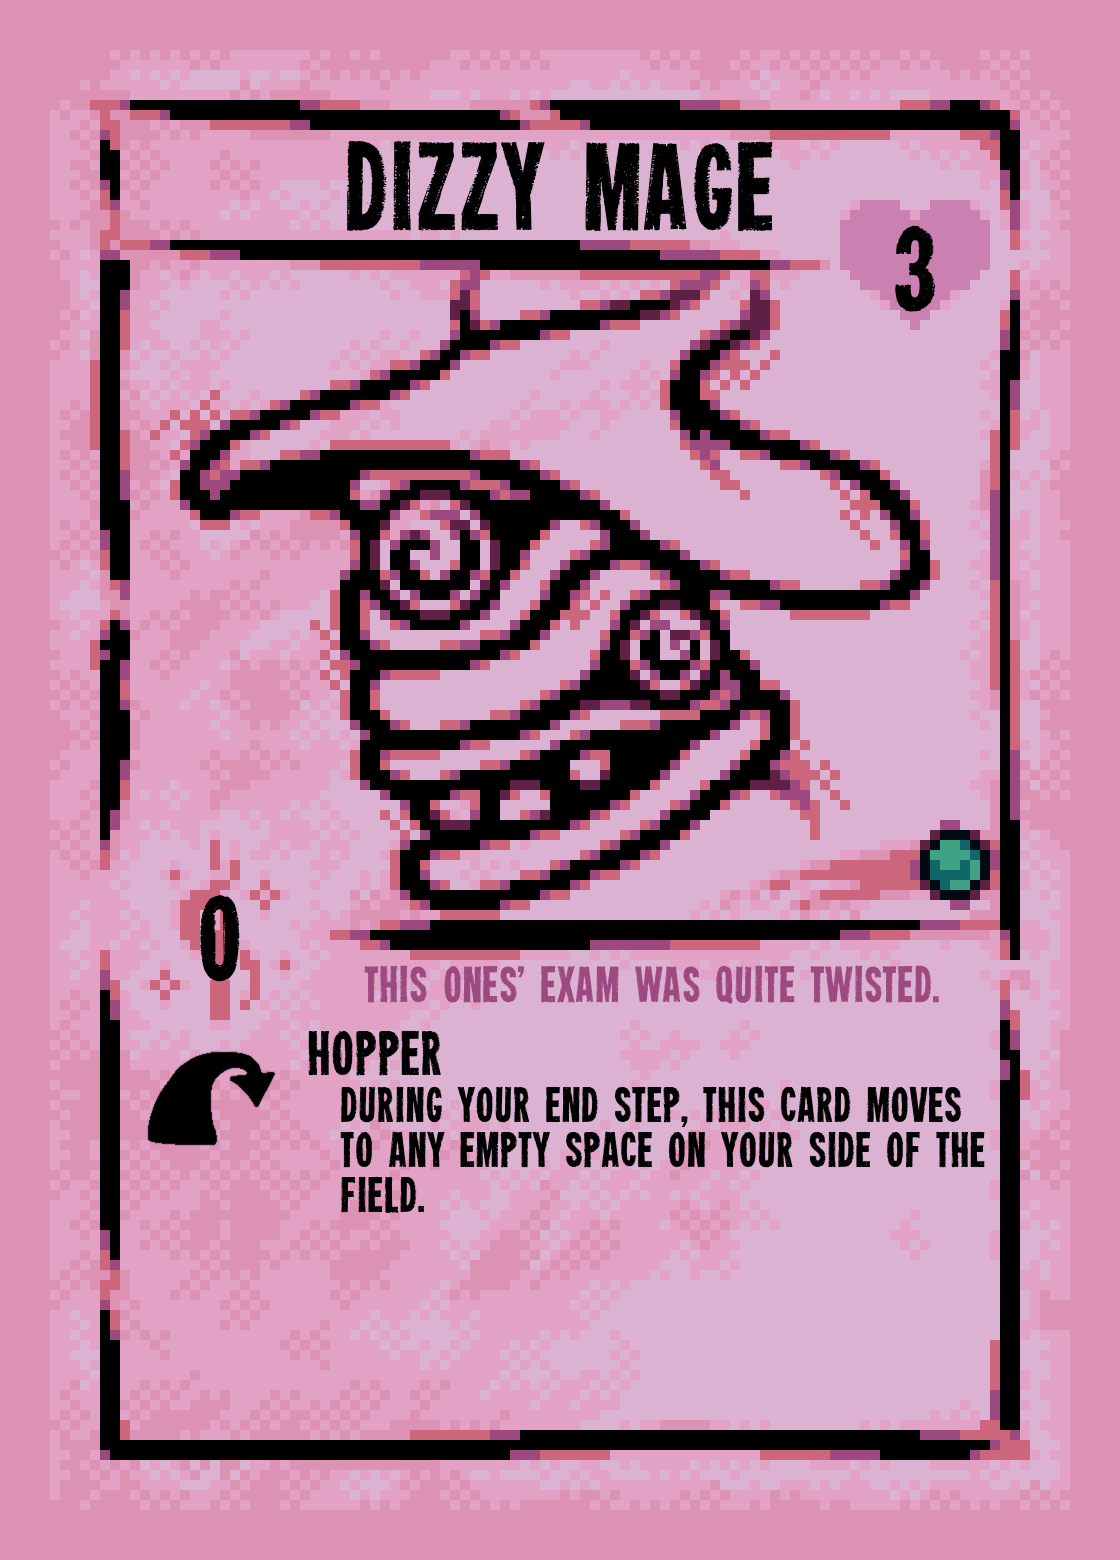 DIZZY MAGE
3
0
THIS ONES' EXAM WAS QUITE TWISTED.
HOPPER
DURING YOUR END STEP, THIS CARD MOVES
TO ANY EMPTY SPACE ON YOUR SIDE OF THE
FIELD.